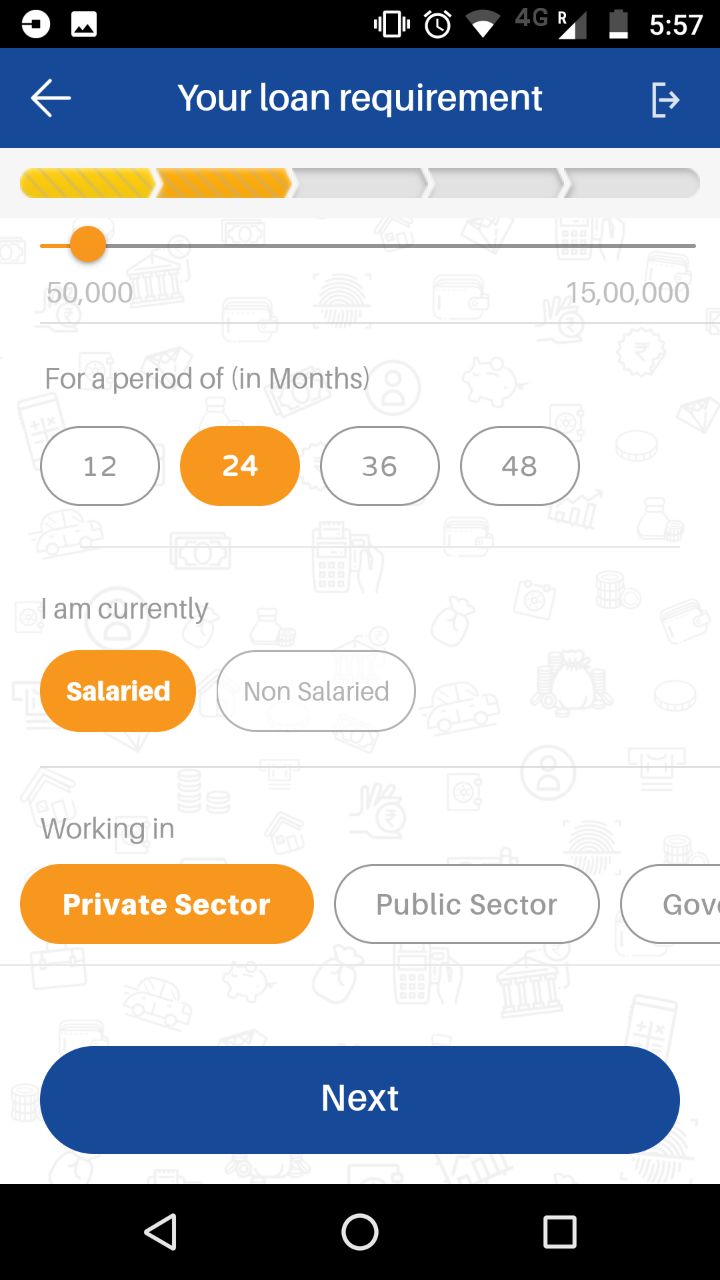 4G R 5:57
Your loan requirement
50,000 15,00,000
For a period of (in Months)
12 24 36 48
I am currently
Salaried Non Salaried
Working in
Private Sector Public Sector Gove
Next